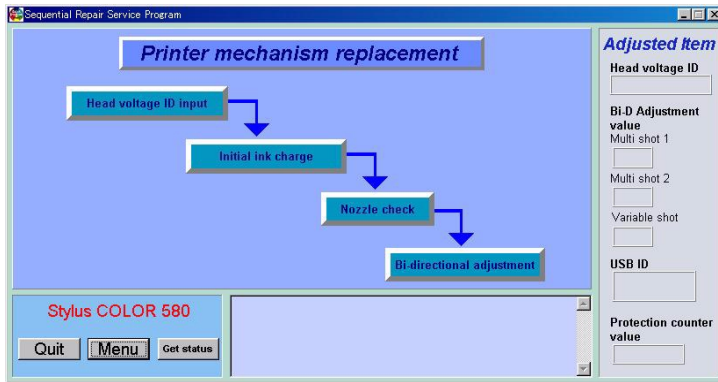 Sequential Repair Service Program
Printer mechanism replacement
Head voltage ID input
Initial ink charge
Nozzle check
Bi-directional adjustment
Adjusted Item
Head voltage ID
Bi-D Adjustment
value
Multi shot 1
Multi shot 2
Variable shot
USB ID
Protection counter
value
Stylus COLOR 580
Quit
Menu
Get status